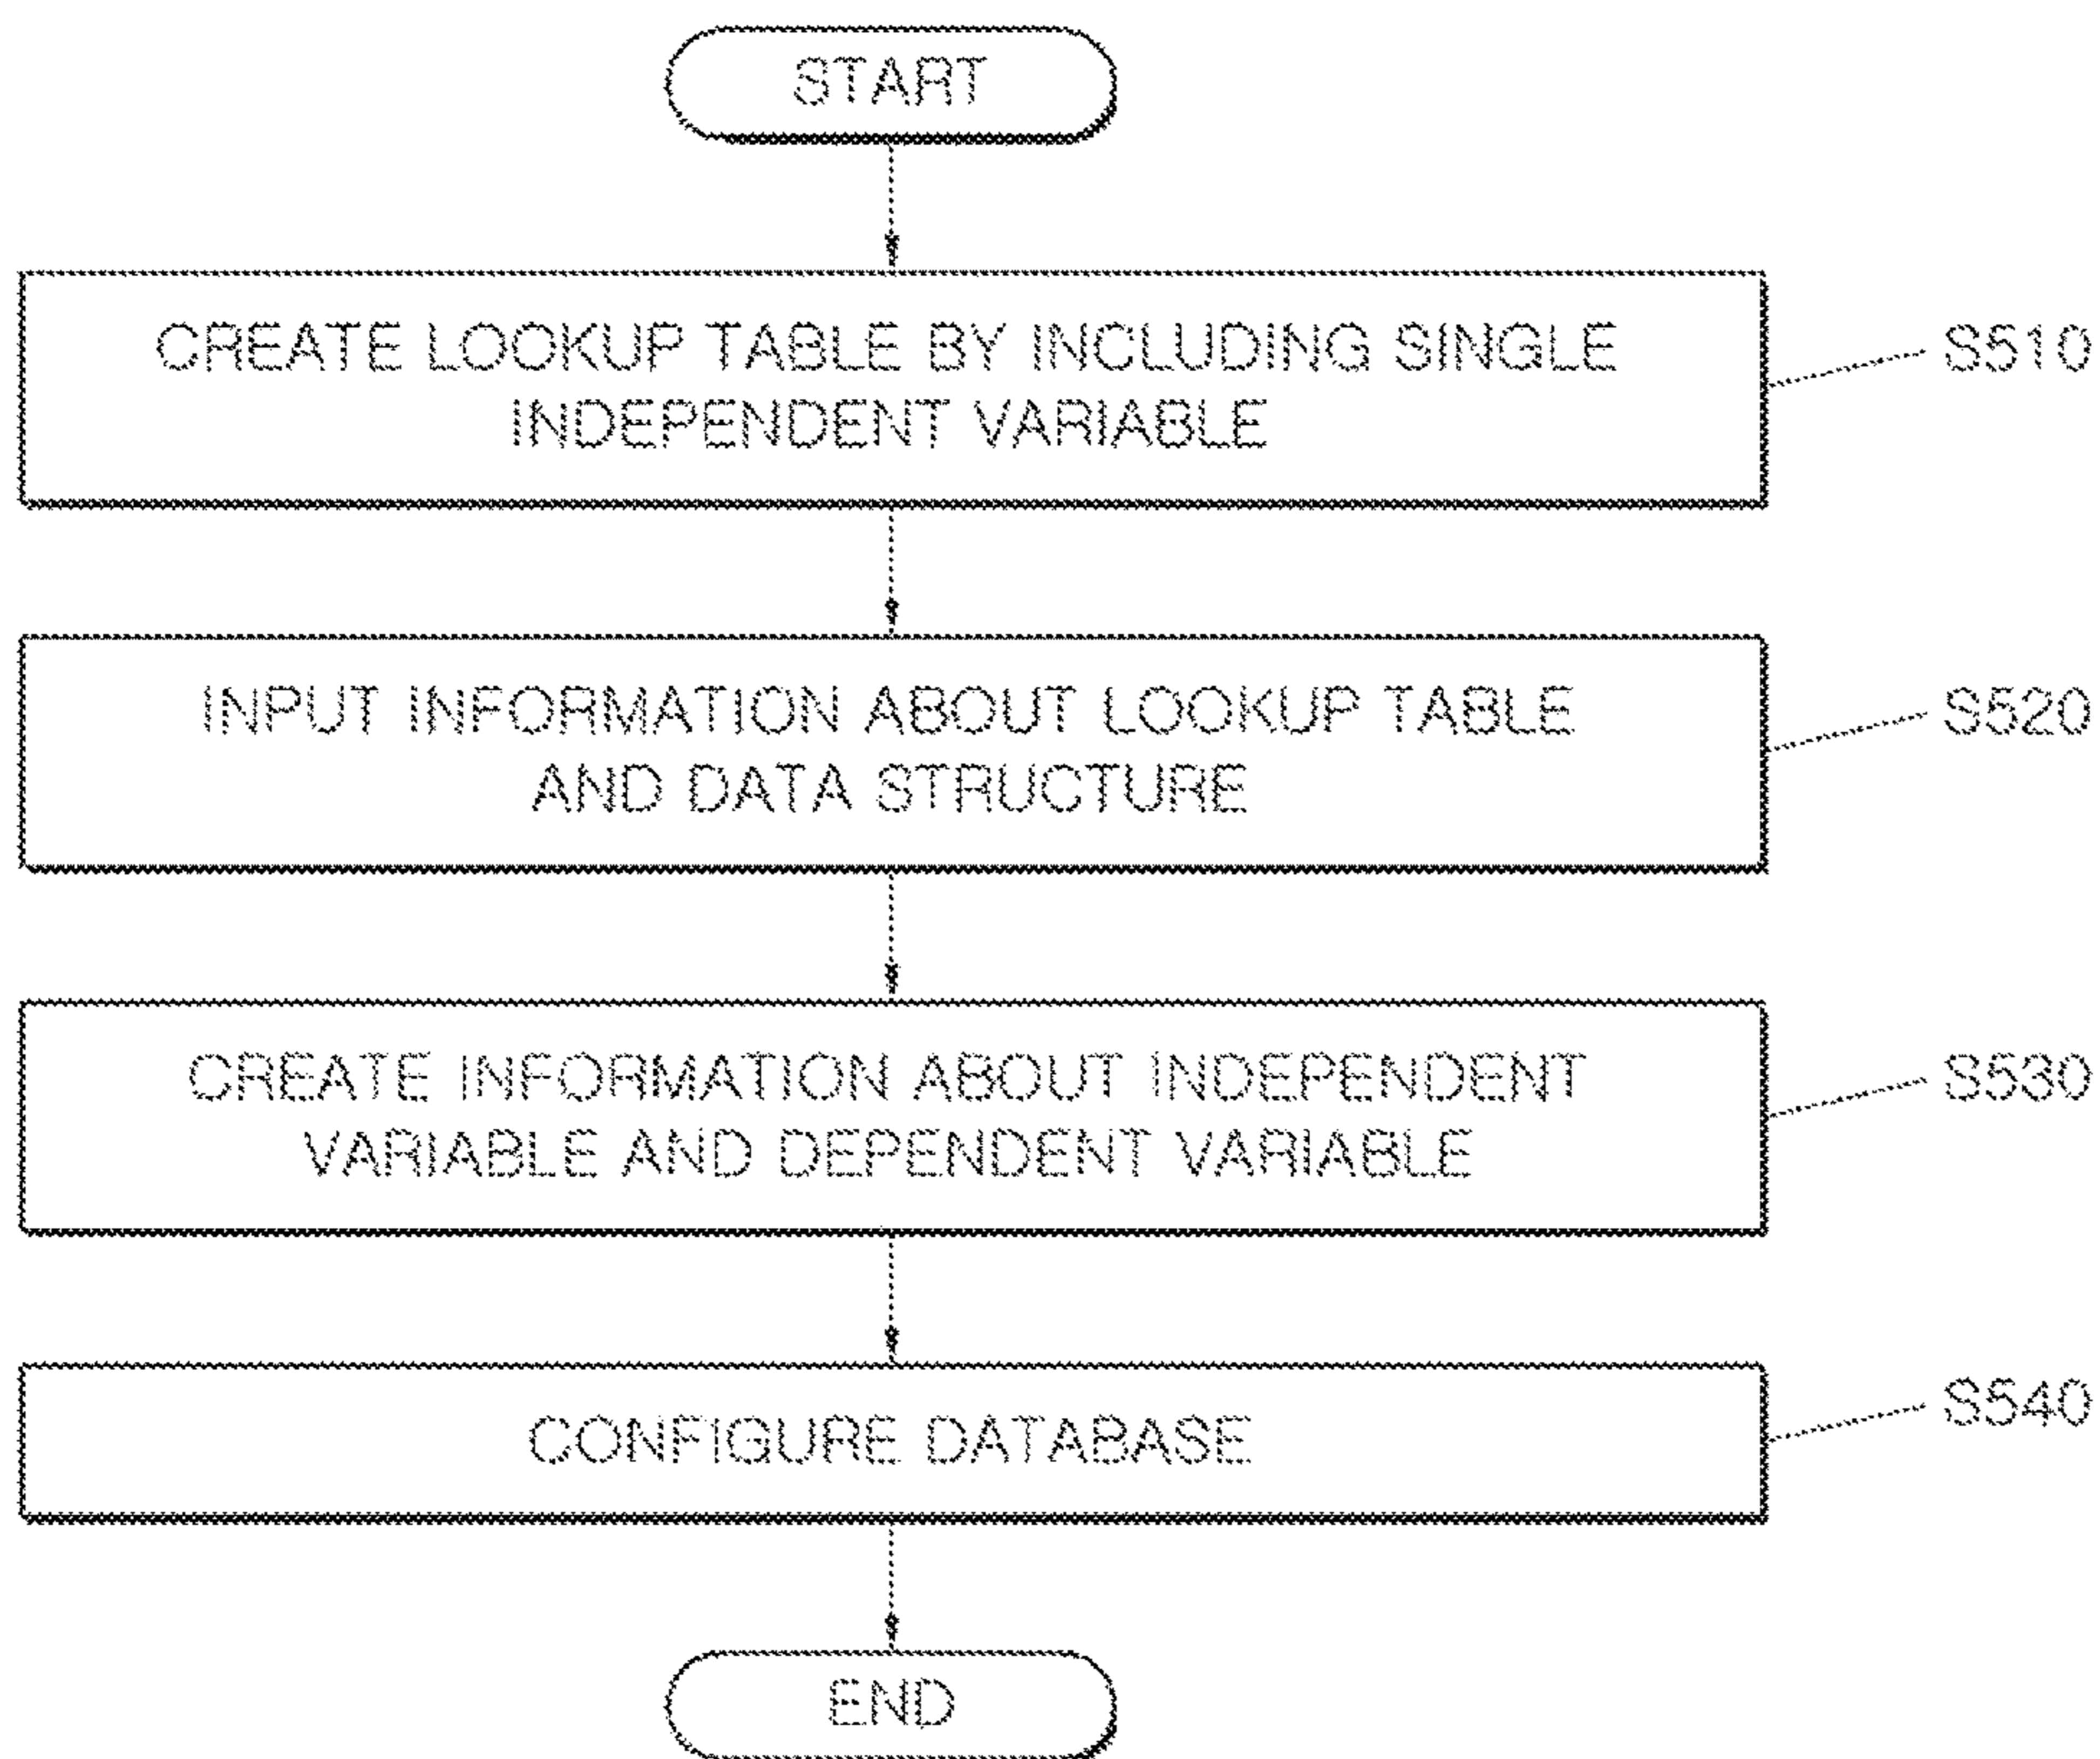 START
CREATE LOOKUP TABLE BY INCLUDING SINGLE
INDEPENDENT VARIABLE
S510
INPUT INFORMATION ABOUT LOOKUP TABLE
AND DATA STRUCTURE
S520
CREATE INFORMATION ABOUT INDEPENDENT
VARIABLE AND DEPENDENT VARIABLE
S530
CONFIGURE DATABASE
S540
END